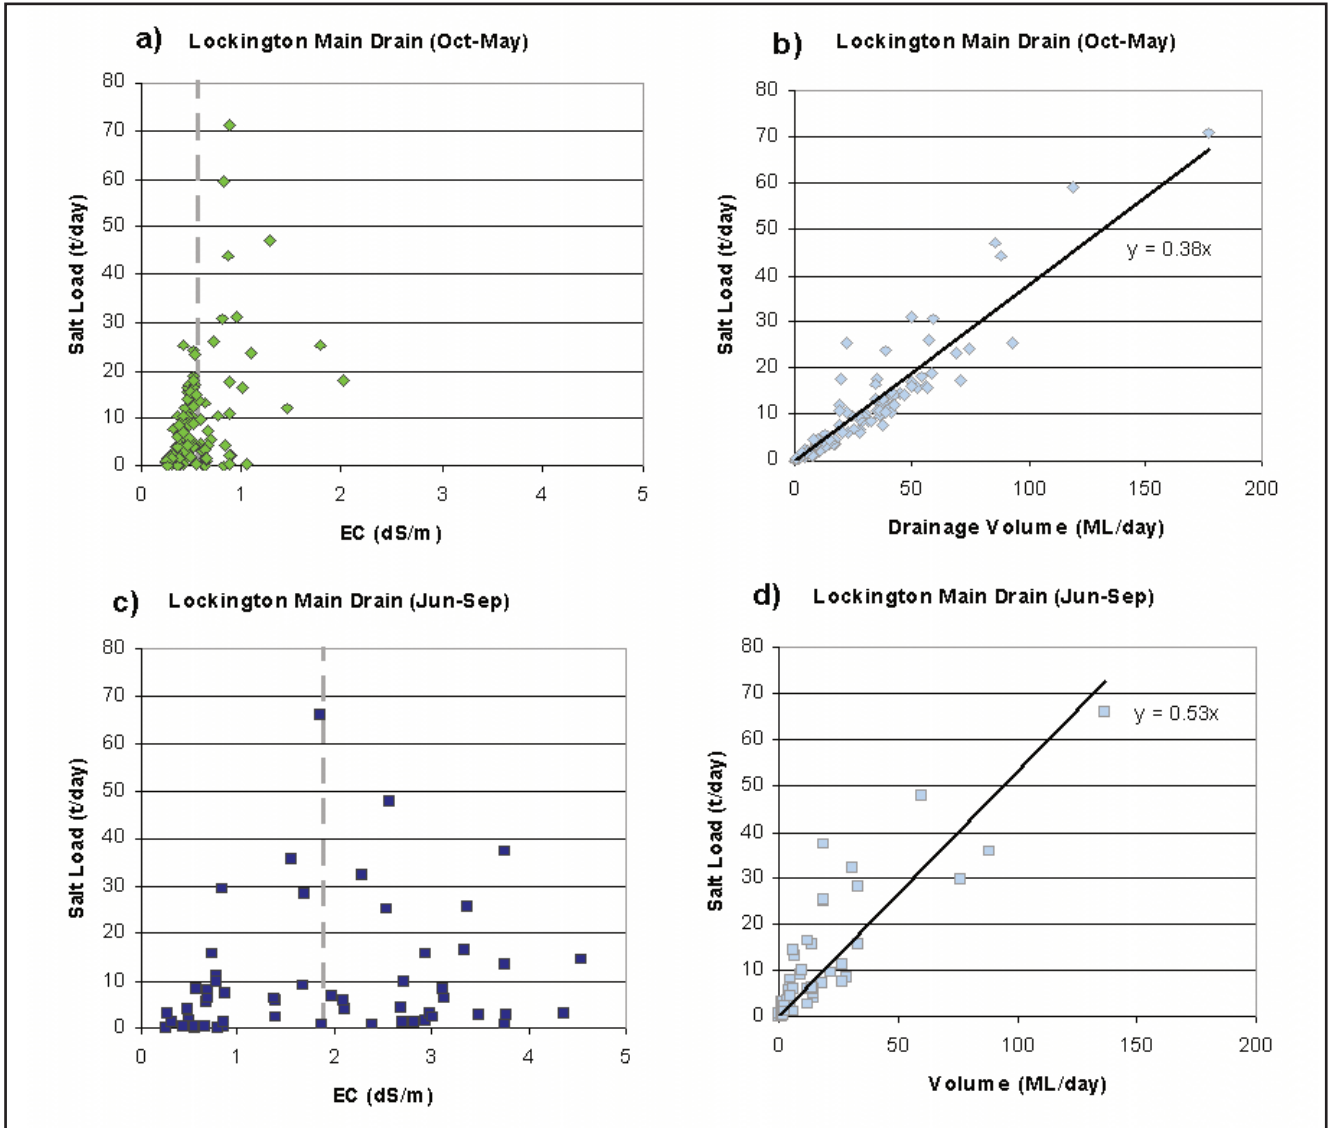 a) Lockington Main Drain (Oct-May)
80
70
60
50
40
30
20
10
0
Salt Load (t/day)
0 1 2 3 4 5
EC (dS/m)
b) Lockington Main Drain (Oct-May)
80
70
60
50
40
30
20
10
0
Salt Load (t/day)
y = 0.38x
0 50 100 150 200
Drainage Volume (ML/day)
c) Lockington Main Drain (Jun-Sep)
80
70
60
50
40
30
20
10
0
Salt Load (t/day)
0 1 2 3 4 5
EC (dS/m)
d) Lockington Main Drain (Jun-Sep)
80
70
60
50
40
30
20
10
0
Salt Load (t/day)
y = 0.53x
0 50 100 150 200
Volume (ML/day)